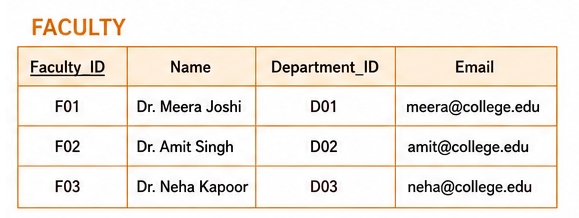 FACULTY
Faculty_ID Name Department_ID Email
F01 Dr. Meera Joshi D01 meera@college.edu
F02 Dr. Amit Singh D02 amit@college.edu
F03 Dr. Neha Kapoor D03 neha@college.edu